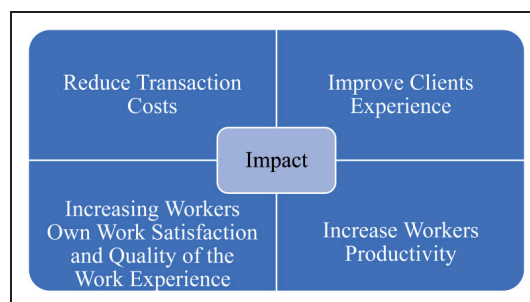 Reduce Transaction
Costs
Improve Clients
Experience
Impact
Increasing Workers
Own Work Satisfaction
and Quality of the
Work Experience
Increase Workers
Productivity